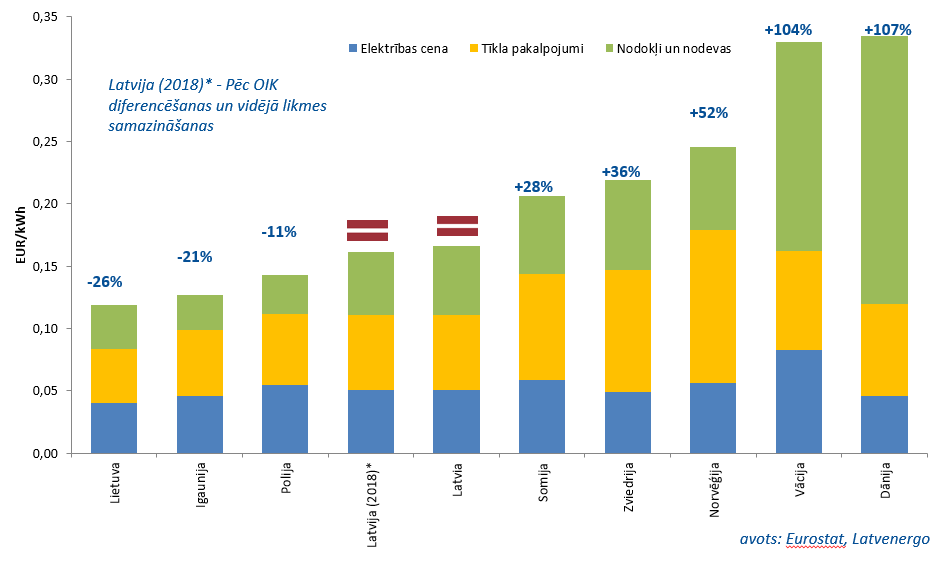 0,35
0,30
0,25
0,20
0,15
0,10
0,05
0,00
EUR/kWh
Elektrības cena
Tīkla pakalpojumi
Nodokļi un nodevas
Latvija (2018)* - Pēc OIK
diferencēšanas un vidējā likmes
samazināšanas
-26%
-21%
-11%
+28%
+36%
+52%
+104%
+107%
Lietuva
Igaunija
Polija
Latvija (2018)*
Latvia
Somija
Zviedrija
Norvēģija
Vācija
Dānija
avots: Eurostat, Latvenergo